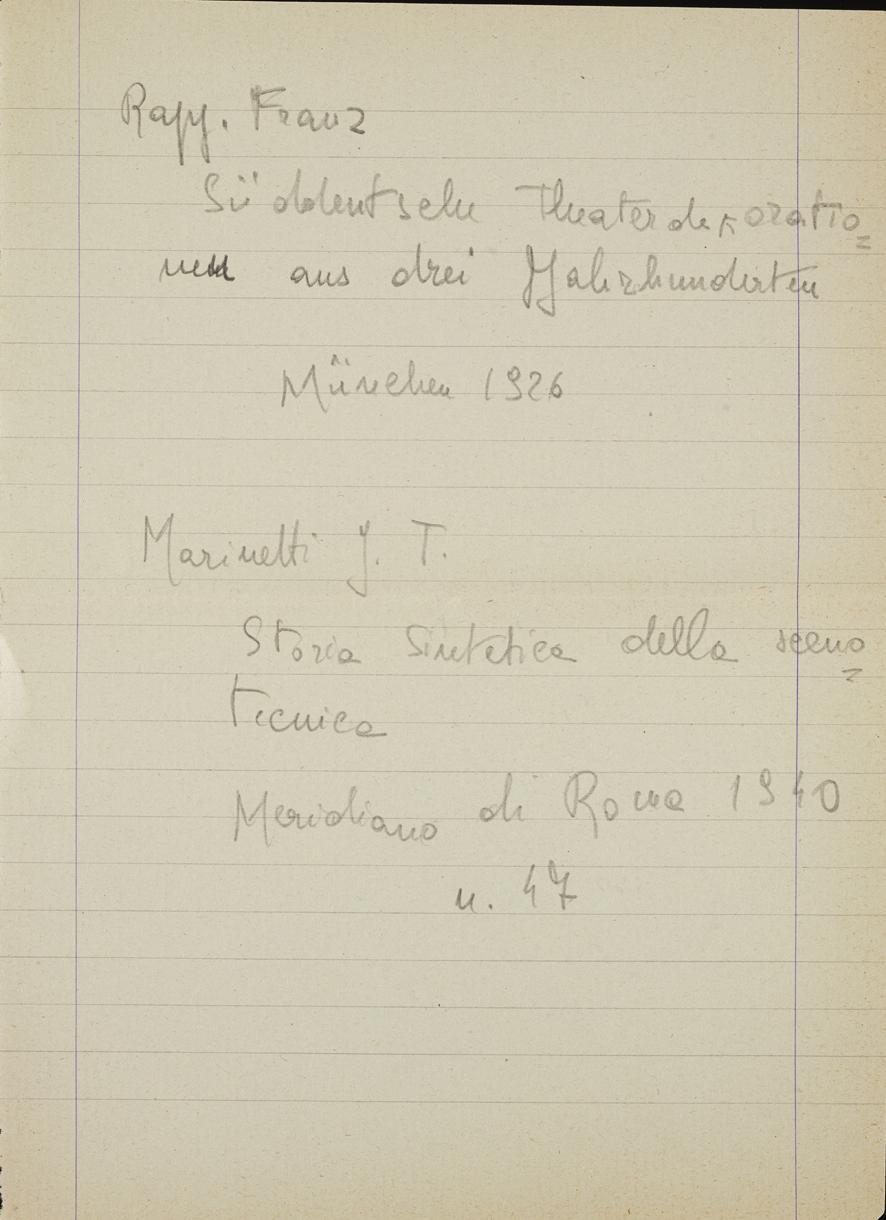 Rapp. Franz
Süddeutsche Theaterdekoratio=
nen aus drei Jahrhunderten
München 1926
Marinetti J. T.
Storia Sintetica della sceno=
tecnica
Meridiano di Roma 1940
n. 47